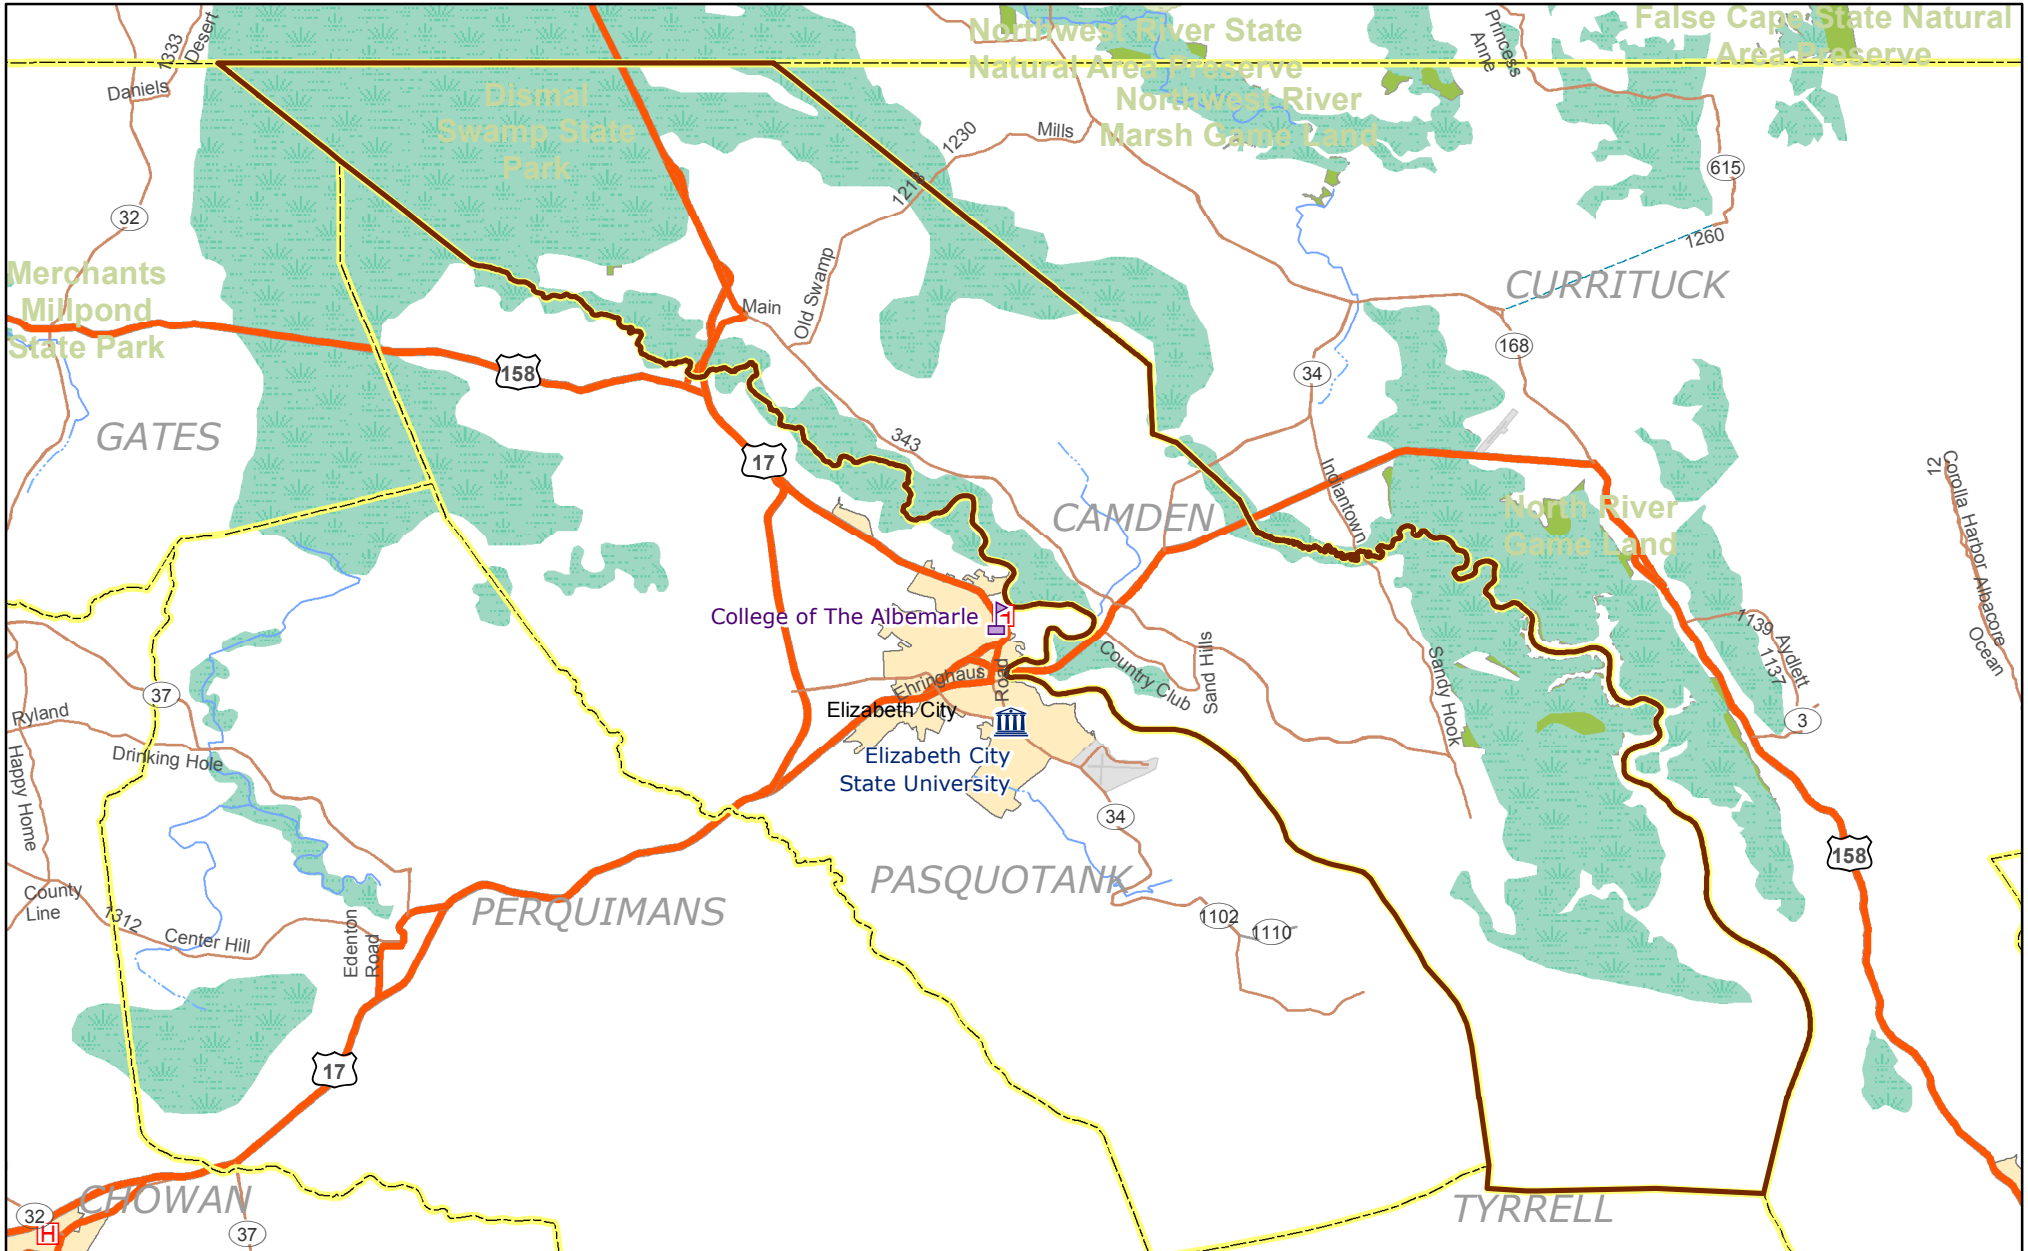 Northwest River State
Natural Area Preserve
False Cape State Natural
Area Preserve
Princess
Anne
1333
Desert
Daniels
Dismal
Swamp State
Park
Northwest River
Marsh Game Land
1230
Mills
1218
615
32
1260
Merchants
Millpond
State Park
CURRITUCK
Old Swamp
Main
168
158
34
GATES
343
17
Indiantown
12
Corolla Harbor Albacore
Ocean
CAMDEN
North River
Game Land
College of The Albemarle
H
1139
Aydlett
1137
Country Club
Sand Hills
Sandy Hook
Ehringhaus
Road
37
Ryland
Elizabeth City
3
Drinking Hole
Happy Home
Elizabeth City
State University
34
158
PASQUOTANK
County
Line
1312
PERQUIMANS
1102
1110
Center Hill
Edenton
Road
17
CHOWAN
TYRRELL
32
H
37